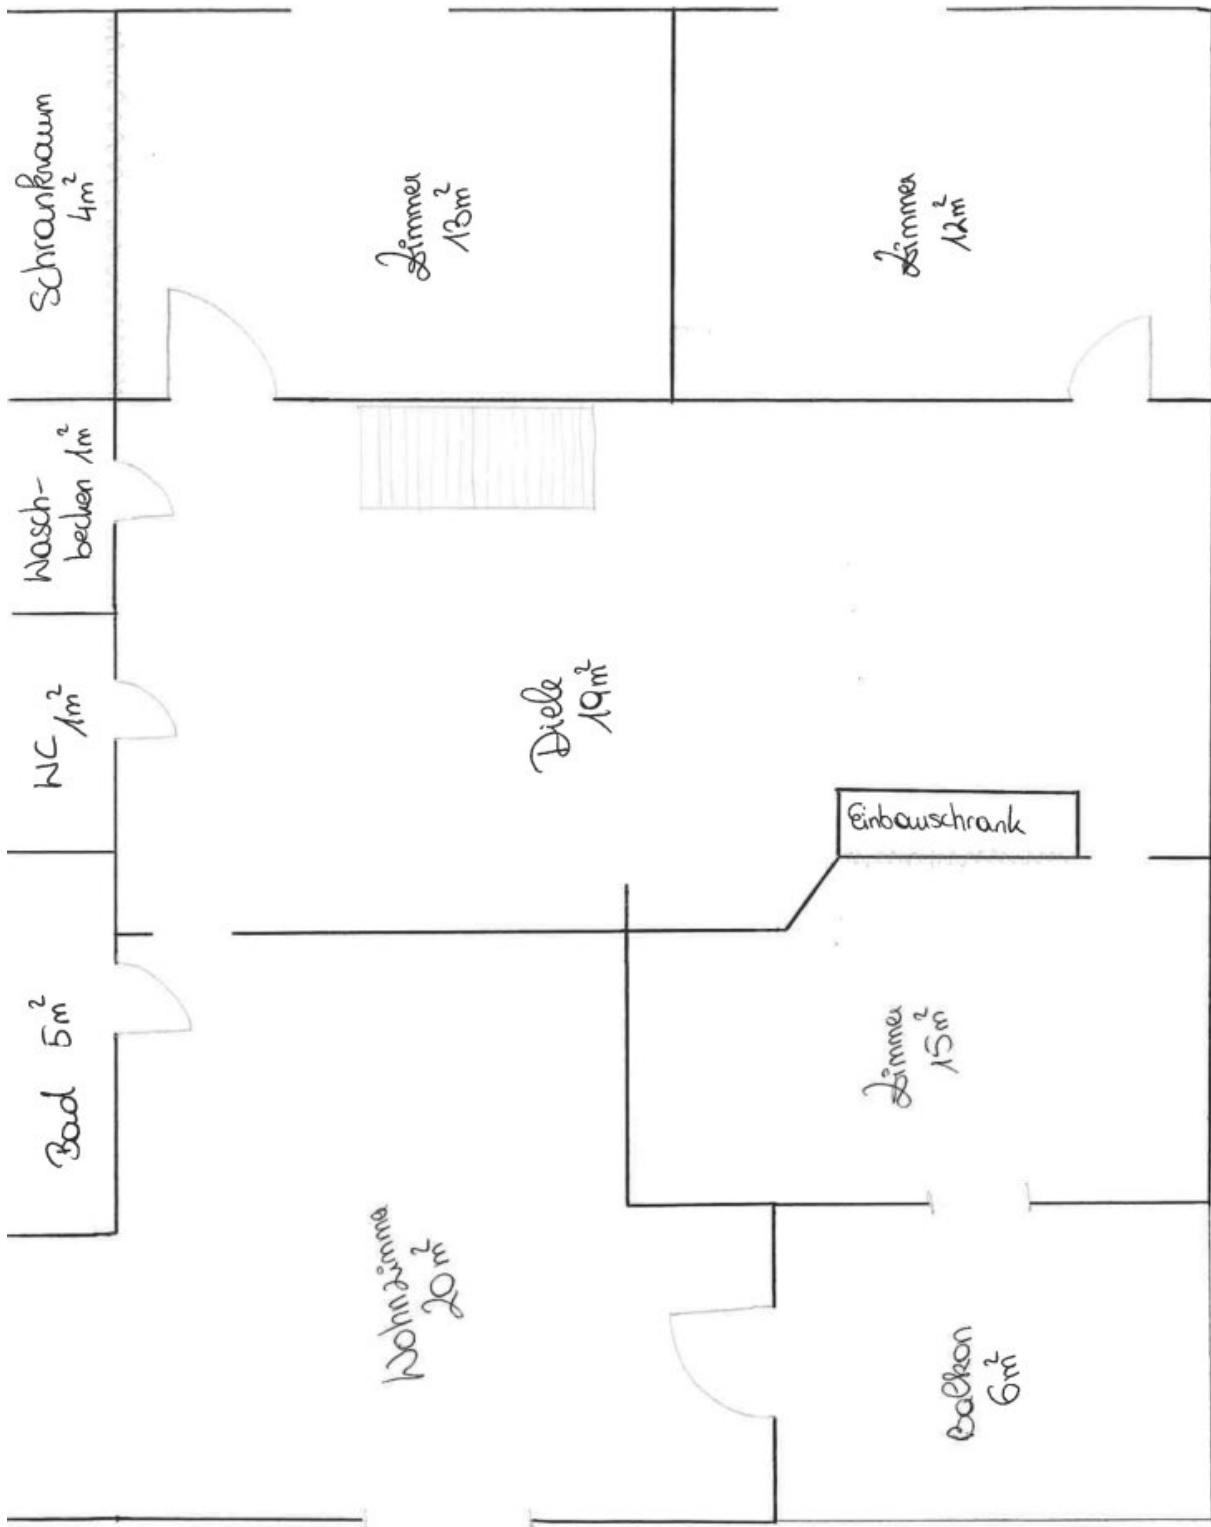 Schrankraum
4m²
Zimmer
13m²
Zimmer
12m²
Wasch-
becken 1m²
WC 1m²
Diele
19m²
Einbauschrank
Bad 5m²
Zimmer
15m²
Wohnzimmer
20m²
Balkon
6m²